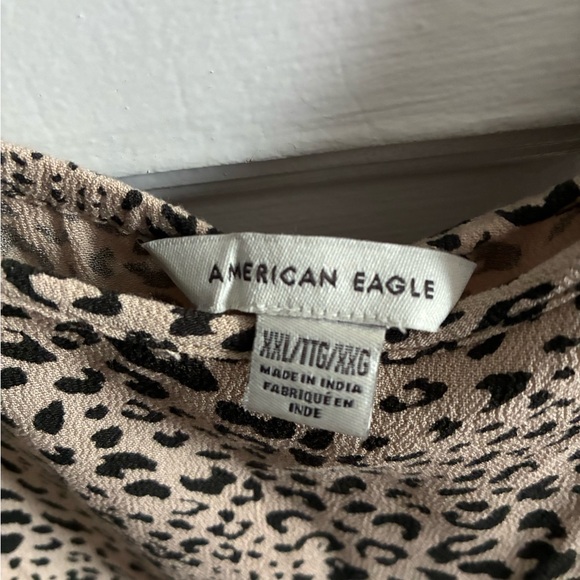 AMERICAN EAGLE
XXL/TTG/XXG
MADE IN INDIA
FABRIQUÉ EN
INDE